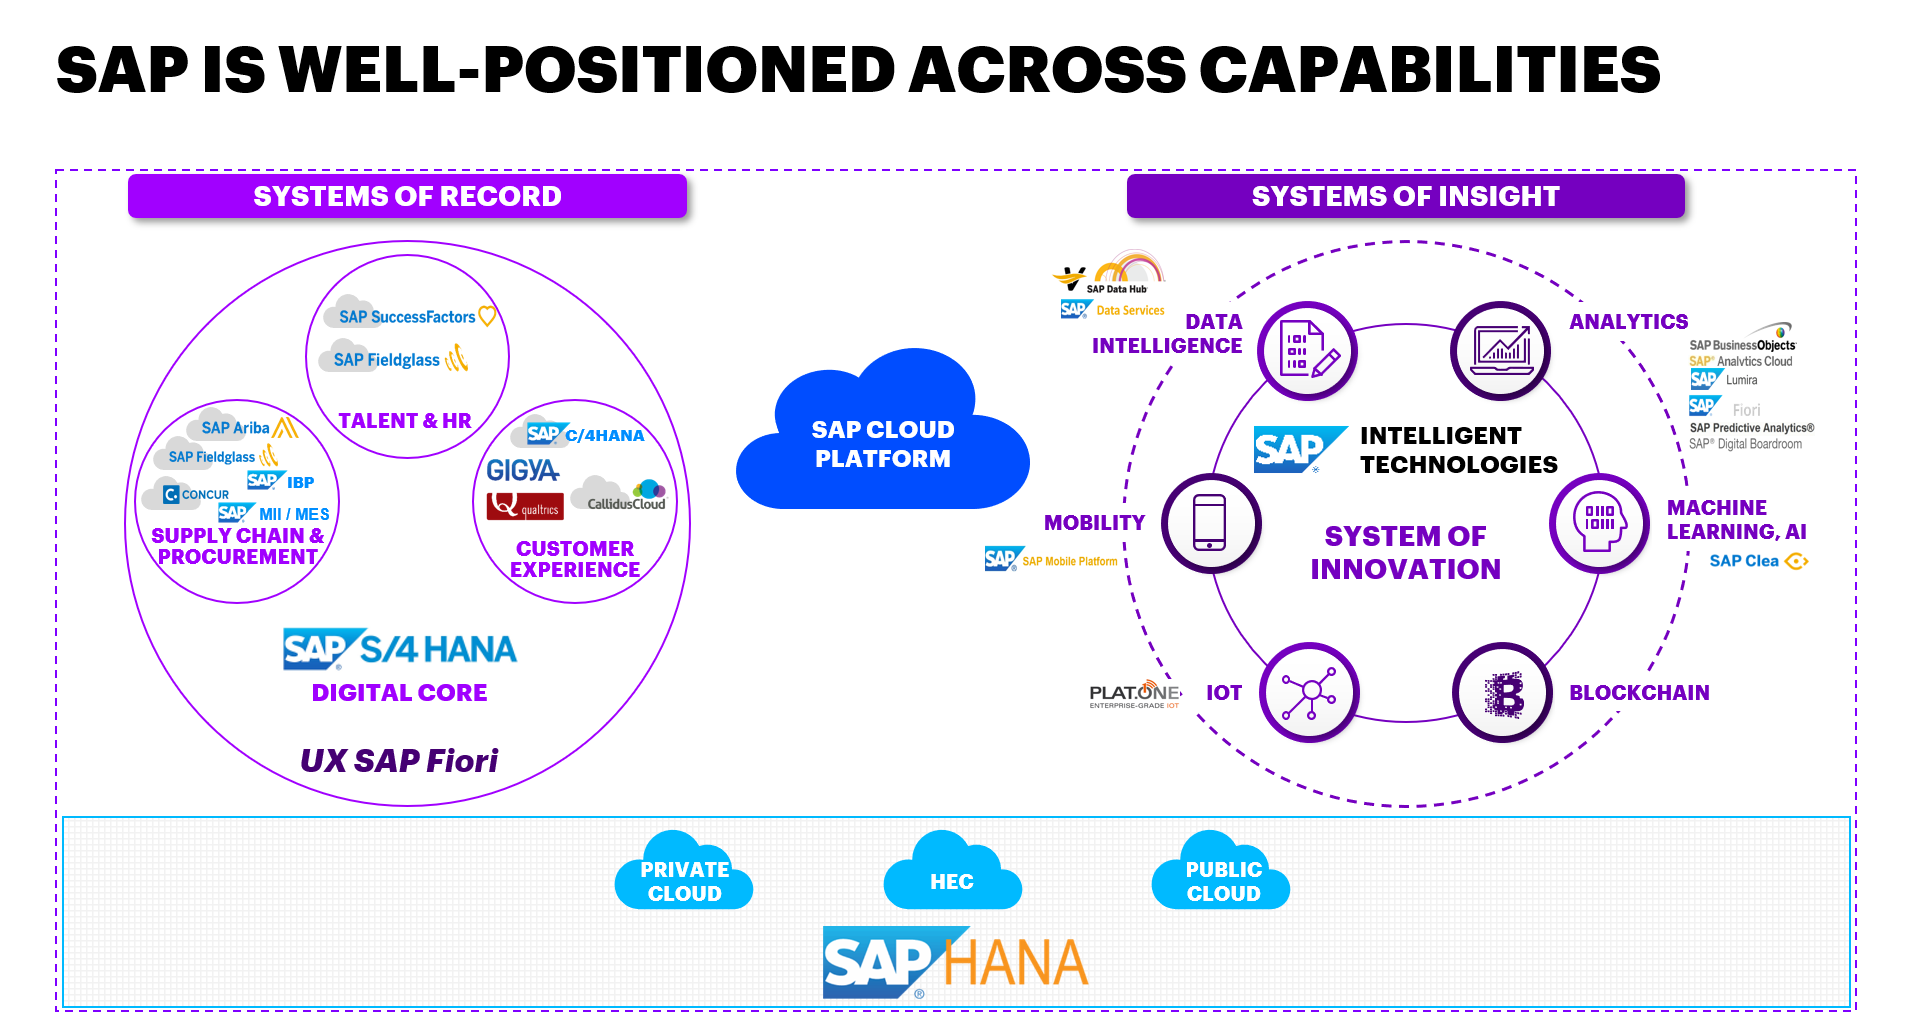 SAP IS WELL-POSITIONED ACROSS CAPABILITIES
SYSTEMS OF RECORD
SAP SuccessFactors
SAP Fieldglass
TALENT & HR
SAP Ariba
SAP Fieldglass
SAP IBP
C. CONCUR
SAP MII / MES
SUPPLY CHAIN &
PROCUREMENT
SAP C/4HANA
GIGYA
Q qualtrics
CallidusCloud
CUSTOMER
EXPERIENCE
SAP® S/4 HANA
DIGITAL CORE
UX SAP Fiori
SAP CLOUD
PLATFORM
SYSTEMS OF INSIGHT
SAP Data Hub
SAP® Data Services
DATA
INTELLIGENCE
ANALYTICS
SAP BusinessObjects
SAP® Analytics Cloud
SAP Lumira
SAP Fiori
SAP Predictive Analytics®
SAP® Digital Boardroom
SAP INTELLIGENT
TECHNOLOGIES
MOBILITY
SAP® SAP Mobile Platform
SYSTEM OF
INNOVATION
MACHINE
LEARNING, AI
SAP Clea
PLAT.ONE
ENTERPRISE-GRADE IOT
IOT
BLOCKCHAIN
PRIVATE
CLOUD
HEC
PUBLIC
CLOUD
SAP® HANA